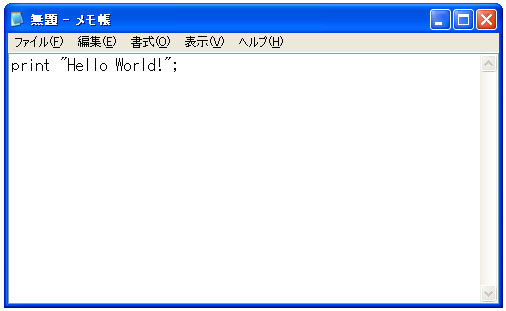 無題 - メモ帳
ファイル(F) 編集(E) 書式(O) 表示(V) ヘルプ(H)
print "Hello World!";